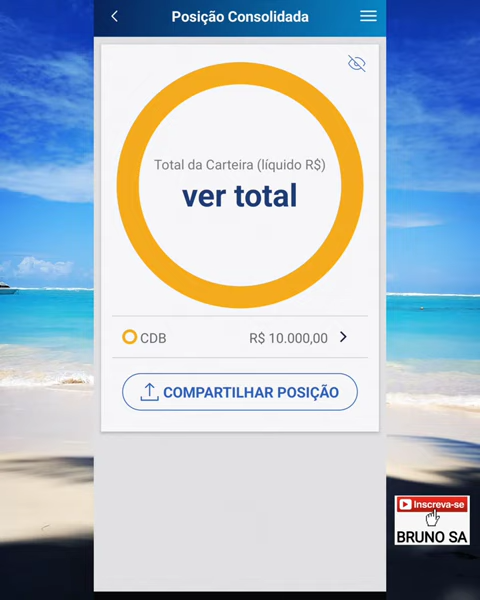 Posição Consolidada
Total da Carteira (líquido R$)
ver total
CDB R$ 10.000,00
COMPARTILHAR POSIÇÃO
Inscreva-se
BRUNO SA